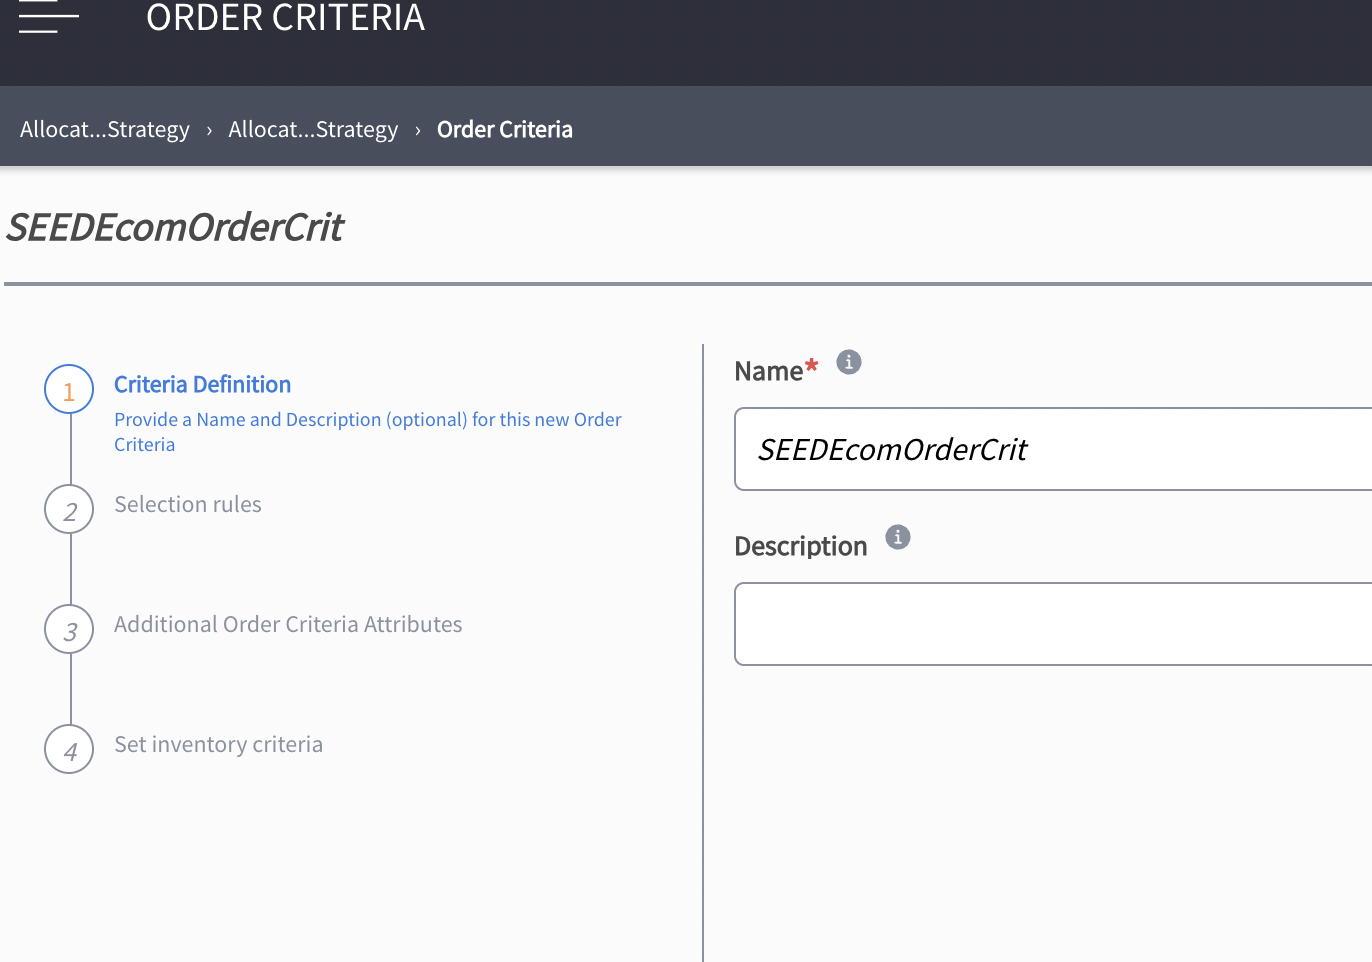 ORDER CRITERIA
Allocat...Strategy › Allocat...Strategy › Order Criteria
SEEDEcomOrderCrit
1 Criteria Definition
Provide a Name and Description (optional) for this new Order
Criteria
2 Selection rules
3 Additional Order Criteria Attributes
4 Set inventory criteria
Name* i
SEEDEcomOrderCrit
Description i